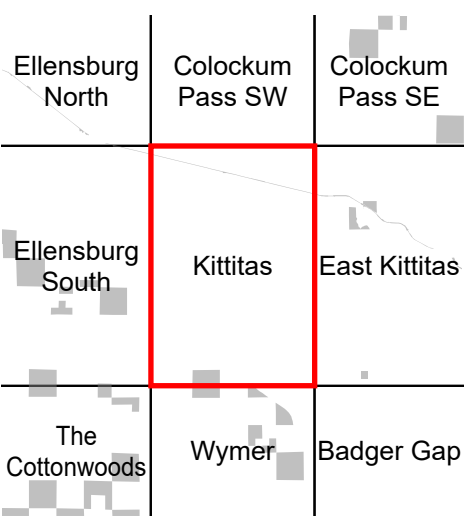 Ellensburg
North
Colockum
Pass SW
Colockum
Pass SE
Ellensburg
South
Kittitas
East Kittitas
The
Cottonwoods
Wymer
Badger Gap